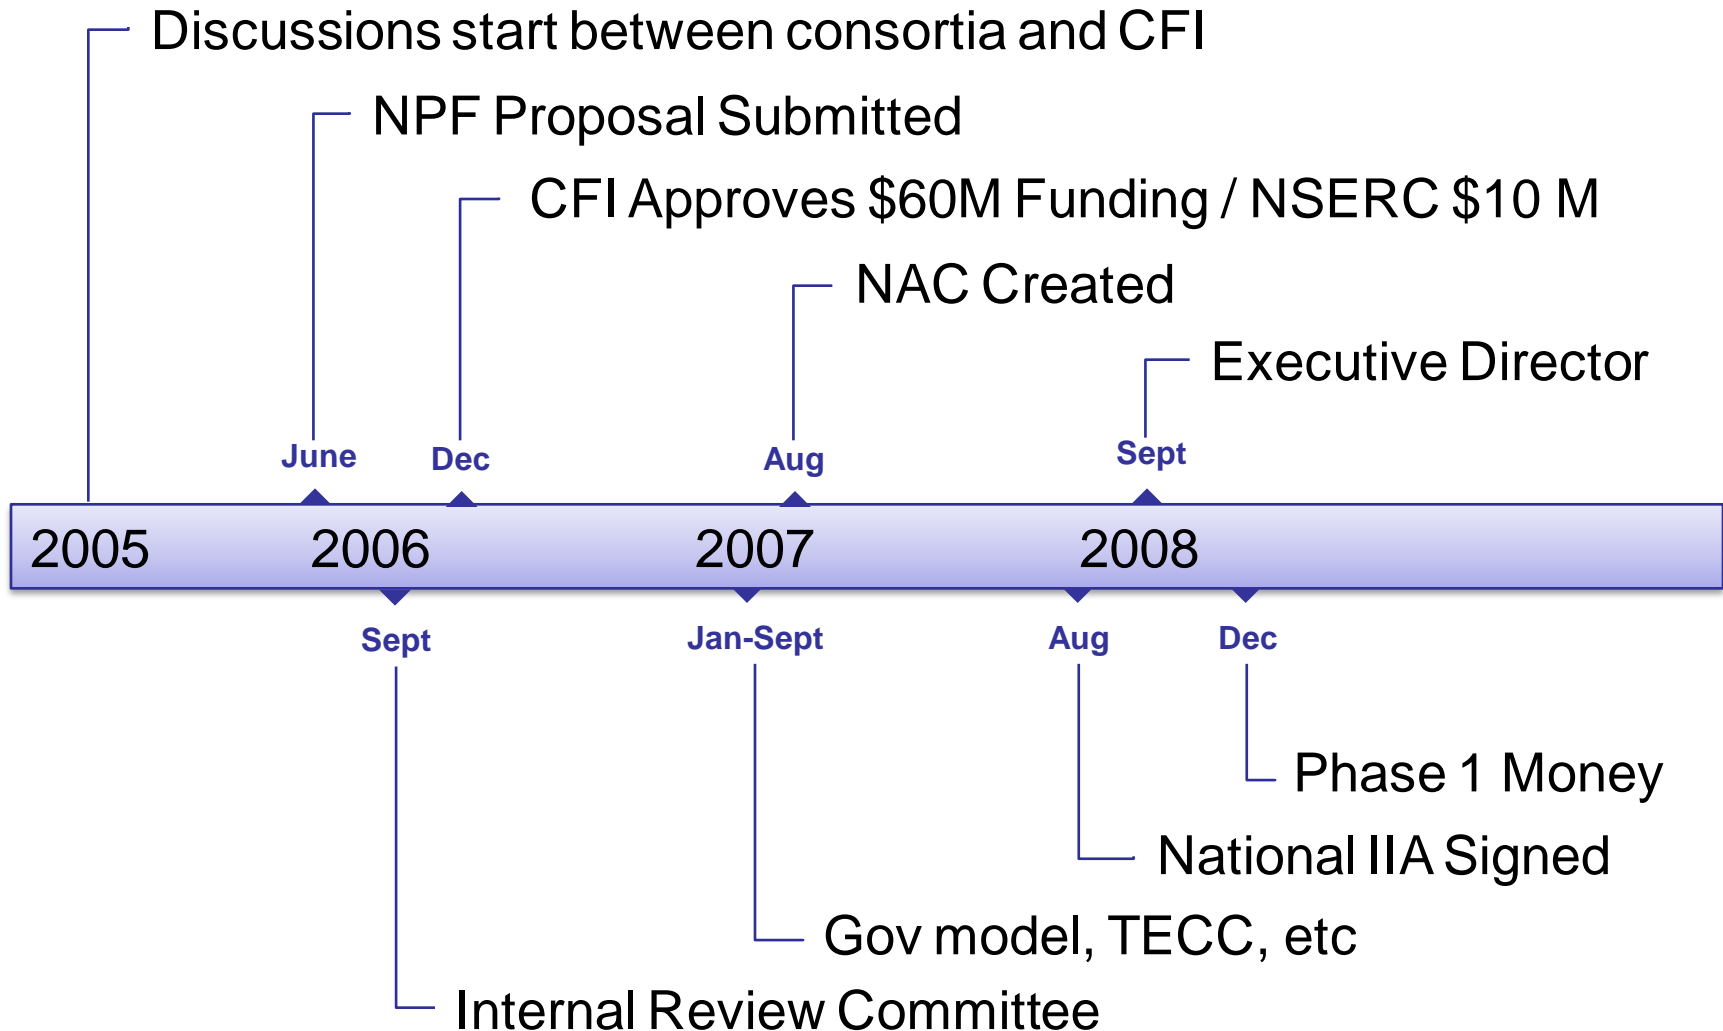 Discussions start between consortia and CFI
NPF Proposal Submitted
CFI Approves $60M Funding / NSERC $10 M
NAC Created
Executive Director
June
Dec
Aug
Sept
2005
2006
2007
2008
Sept
Jan-Sept
Aug
Dec
Phase 1 Money
National IIA Signed
Gov model, TECC, etc
Internal Review Committee